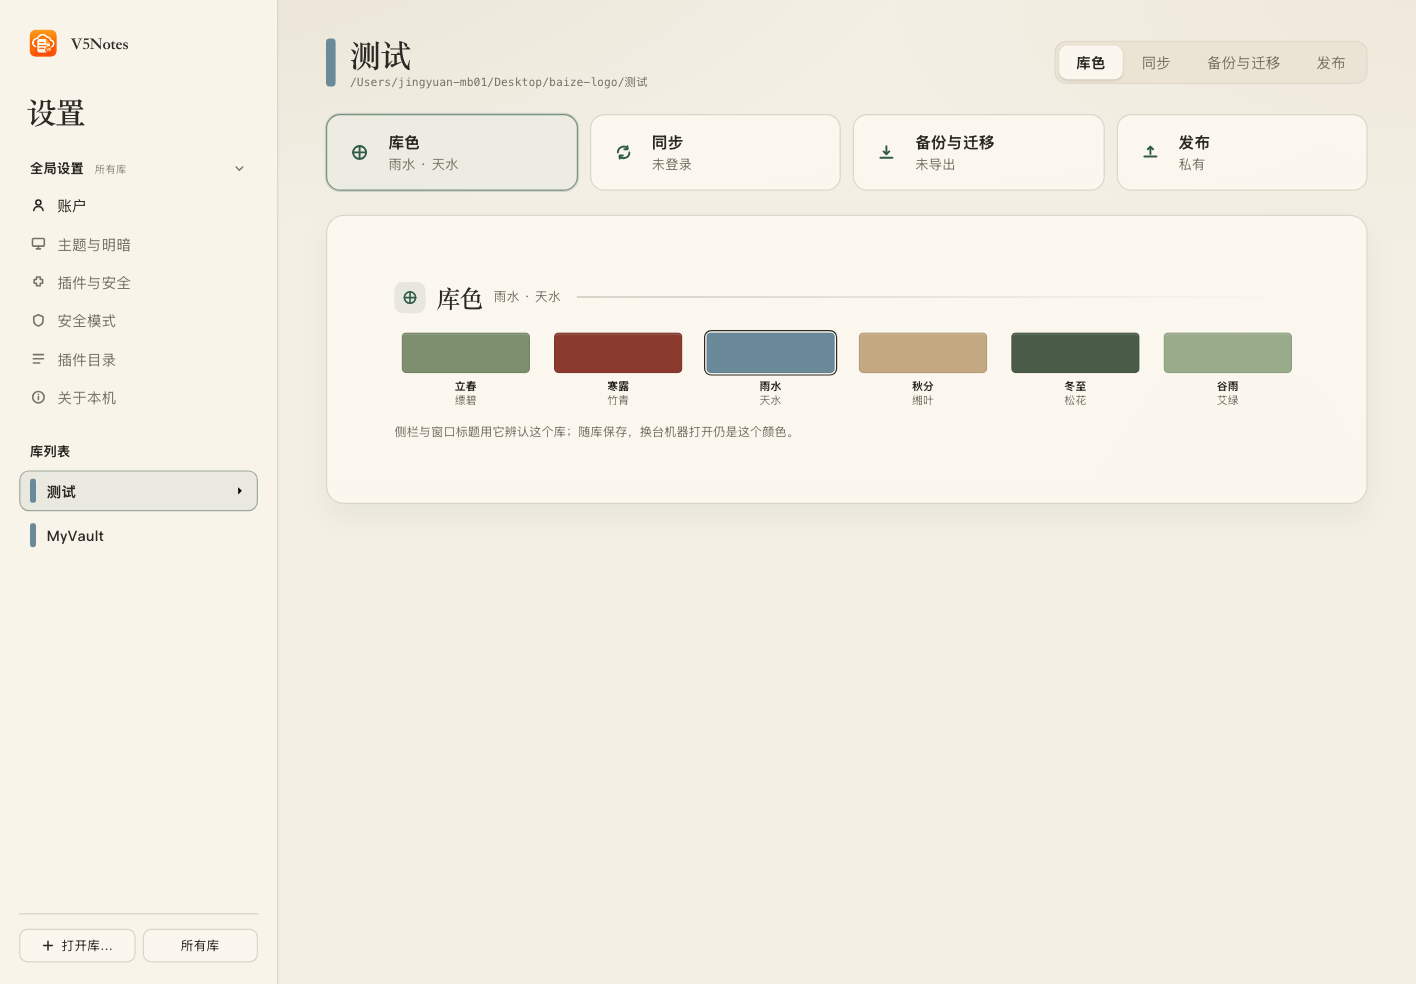 V5Notes
设置
全局设置 所有库
账户
主题与明暗
插件与安全
安全模式
插件目录
关于本机
库列表
测试
MyVault
打开库...
所有库
测试
/Users/jingyuan-mb01/Desktop/baize-logo/测试
库色 同步 备份与迁移 发布
库色
雨水 · 天水
同步
未登录
备份与迁移
未导出
发布
私有
库色 雨水 · 天水
立春
缥碧
寒露
竹青
雨水
天水
秋分
缃叶
冬至
松花
谷雨
艾绿
侧栏与窗口标题用它辨认这个库；随库保存，换台机器打开仍是这个颜色。